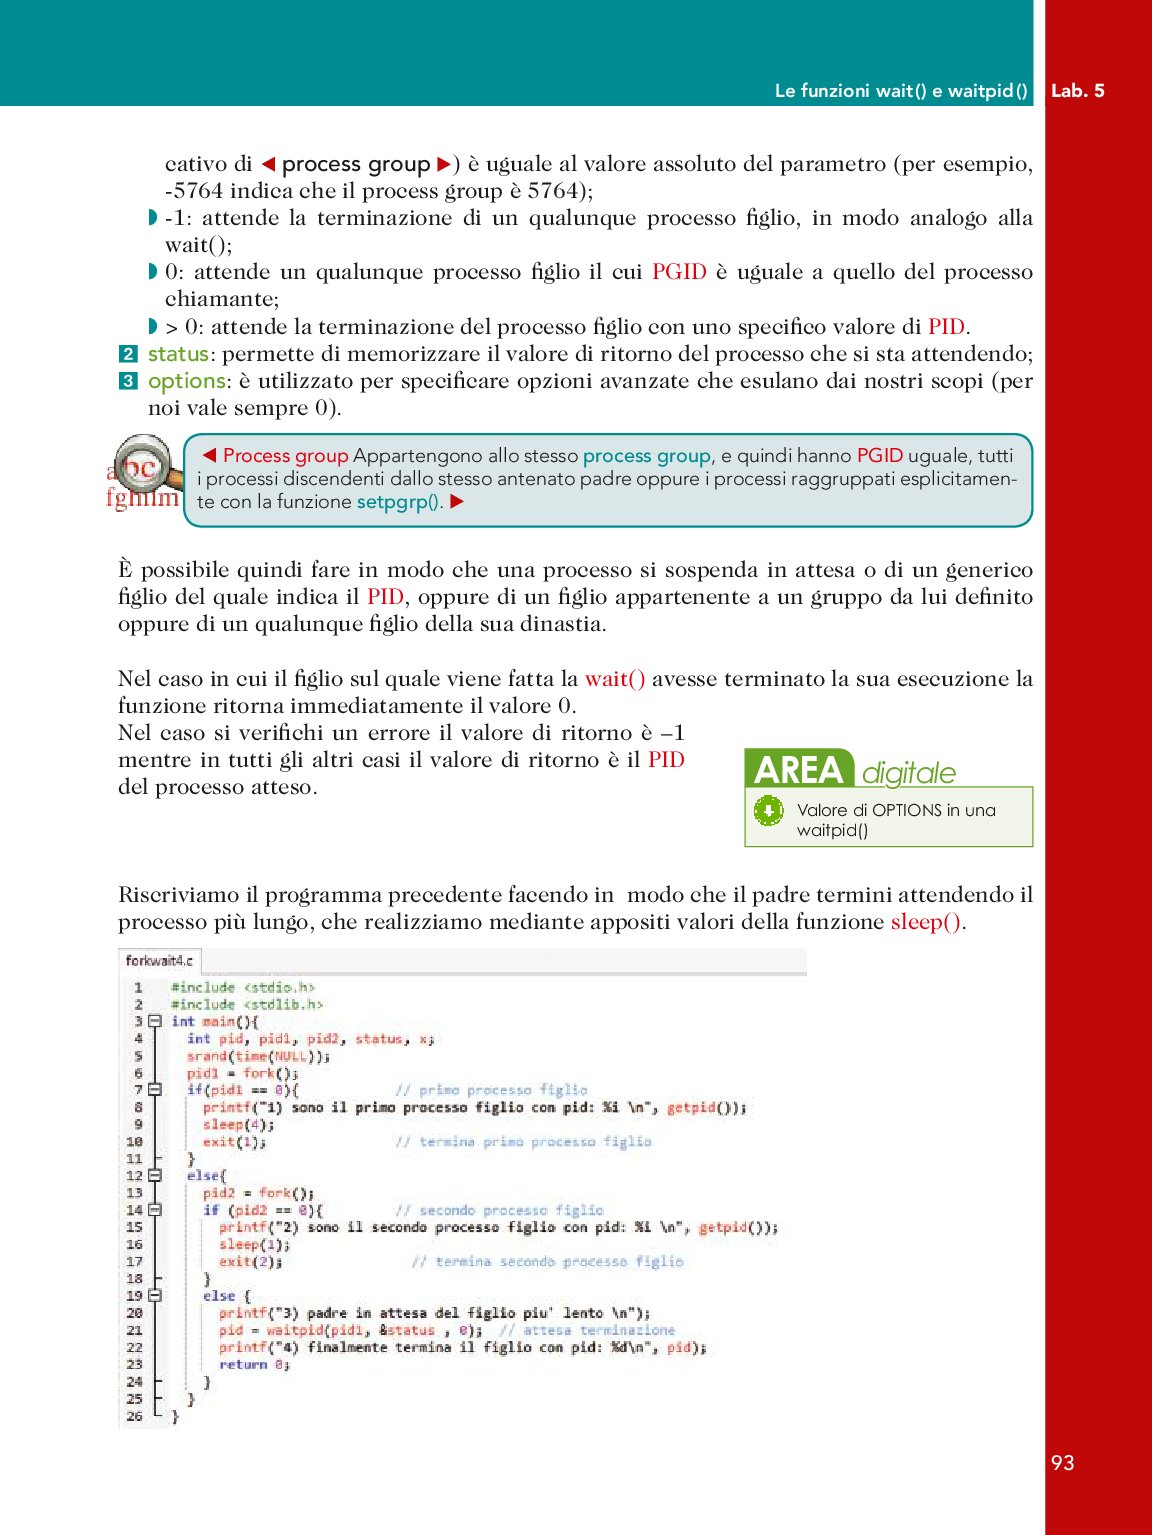 Le funzioni wait() e waitpid() Lab. 5
cativo di ◀ process group ▶) è uguale al valore assoluto del parametro (per esempio,
-5764 indica che il process group è 5764);
◗ -1: attende la terminazione di un qualunque processo figlio, in modo analogo alla
wait();
◗ 0: attende un qualunque processo figlio il cui PGID è uguale a quello del processo
chiamante;
◗ > 0: attende la terminazione del processo figlio con uno specifico valore di PID.
2 status: permette di memorizzare il valore di ritorno del processo che si sta attendendo;
3 options: è utilizzato per specificare opzioni avanzate che esulano dai nostri scopi (per
noi vale sempre 0).
abc
fghilm
◀ Process group Appartengono allo stesso process group, e quindi hanno PGID uguale, tutti
i processi discendenti dallo stesso antenato padre oppure i processi raggruppati esplicitamen-
te con la funzione setpgrp(). ▶
È possibile quindi fare in modo che una processo si sospenda in attesa o di un generico
figlio del quale indica il PID, oppure di un figlio appartenente a un gruppo da lui definito
oppure di un qualunque figlio della sua dinastia.
Nel caso in cui il figlio sul quale viene fatta la wait() avesse terminato la sua esecuzione la
funzione ritorna immediatamente il valore 0.
Nel caso si verifichi un errore il valore di ritorno è –1
mentre in tutti gli altri casi il valore di ritorno è il PID
del processo atteso.
AREA digitale
Valore di OPTIONS in una
waitpid()
Riscriviamo il programma precedente facendo in modo che il padre termini attendendo il
processo più lungo, che realizziamo mediante appositi valori della funzione sleep().
forkwait4.c
1 #include <stdio.h>
2 #include <stdlib.h>
3 int main(){
4 int pid, pid1, pid2, status, x;
5 srand(time(NULL));
6 pid1 = fork();
7 if(pid1 == 0){ // primo processo figlio
8 printf("1) sono il primo processo figlio con pid: %i \n", getpid());
9 sleep(4);
10 exit(1); // termina primo processo figlio
11 }
12 else{
13 pid2 = fork();
14 if (pid2 == 0){ // secondo processo figlio
15 printf("2) sono il secondo processo figlio con pid: %i \n", getpid());
16 sleep(1);
17 exit(2); // termina secondo processo figlio
18 }
19 else {
20 printf("3) padre in attesa del figlio piu' lento \n");
21 pid = waitpid(pid1, &status , 0); // attesa terminazione
22 printf("4) finalmente termina il figlio con pid: %d\n", pid);
23 return 0;
24 }
25 }
26 }
93